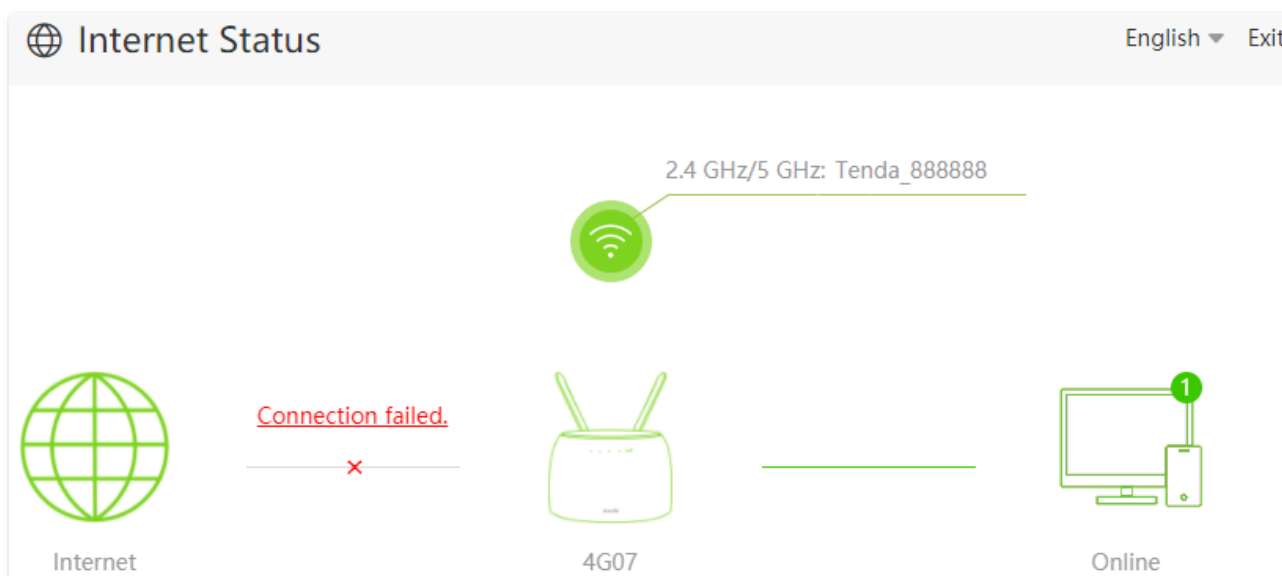 Internet Status
English
Exit
2.4 GHz/5 GHz: Tenda_888888
Connection failed.
1
Internet
4G07
Online